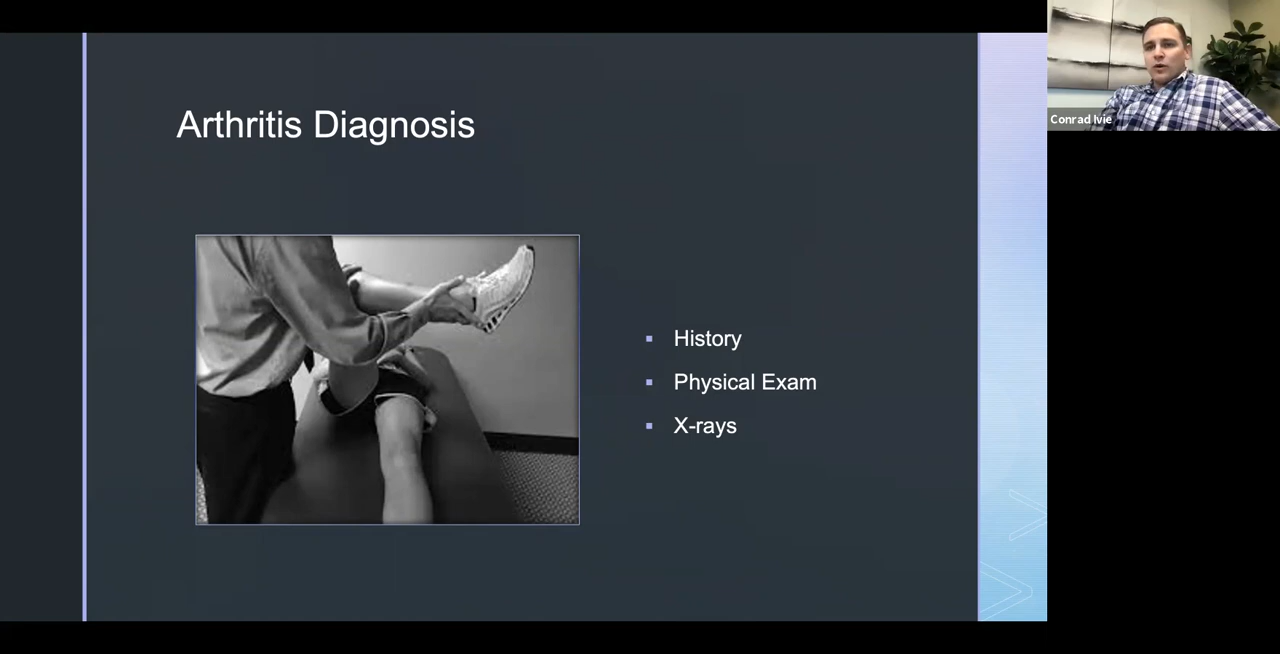 Arthritis Diagnosis
History
Physical Exam
X-rays
Conrad Ivie